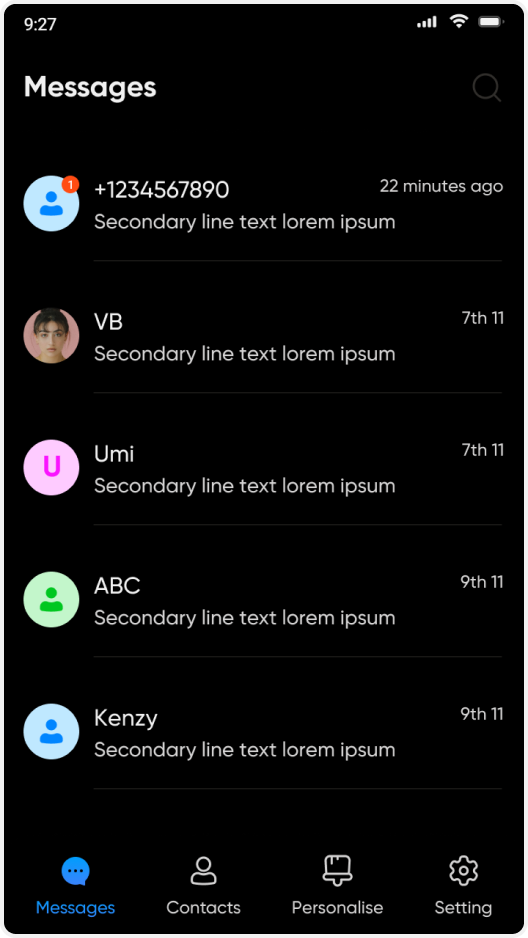 9:27
Messages
1
+1234567890
22 minutes ago
Secondary line text lorem ipsum
VB
7th 11
Secondary line text lorem ipsum
U
Umi
7th 11
Secondary line text lorem ipsum
ABC
9th 11
Secondary line text lorem ipsum
Kenzy
9th 11
Secondary line text lorem ipsum
Messages
Contacts
Personalise
Setting